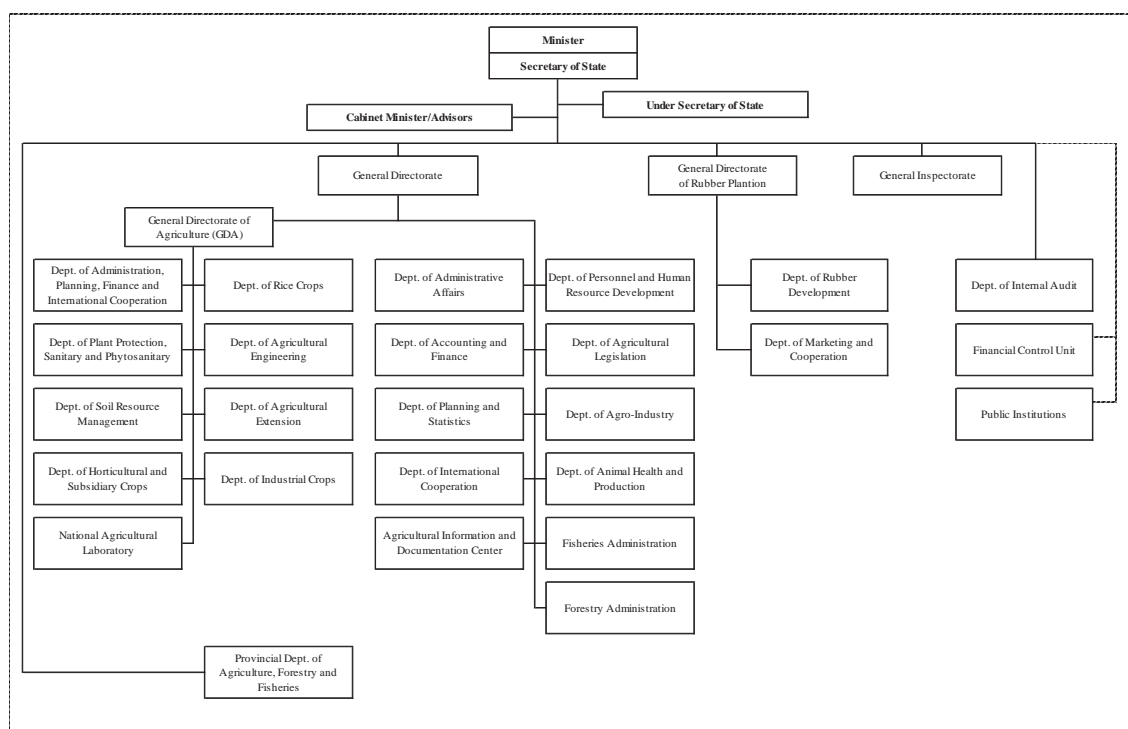 Minister
Secretary of State
Under Secretary of State
Cabinet Minister/Advisors
General Directorate
General Directorate
of Rubber Plantion
General Inspectorate
General Directorate of
Agriculture (GDA)
Dept. of Administration,
Planning, Finance and
International Cooperation
Dept. of Rice Crops
Dept. of Administrative
Affairs
Dept. of Personnel and Human
Resource Development
Dept. of Rubber
Development
Dept. of Internal Audit
Dept. of Plant Protection,
Sanitary and Phytosanitary
Dept. of Agricultural
Engineering
Dept. of Accounting and
Finance
Dept. of Agricultural
Legislation
Dept. of Marketing and
Cooperation
Financial Control Unit
Dept. of Soil Resource
Management
Dept. of Agricultural
Extension
Dept. of Planning and
Statistics
Dept. of Agro-Industry
Public Institutions
Dept. of Horticultural and
Subsidiary Crops
Dept. of Industrial Crops
Dept. of International
Cooperation
Dept. of Animal Health and
Production
National Agricultural
Laboratory
Agricultural Information and
Documentation Center
Fisheries Administration
Forestry Administration
Provincial Dept. of
Agriculture, Forestry and
Fisheries